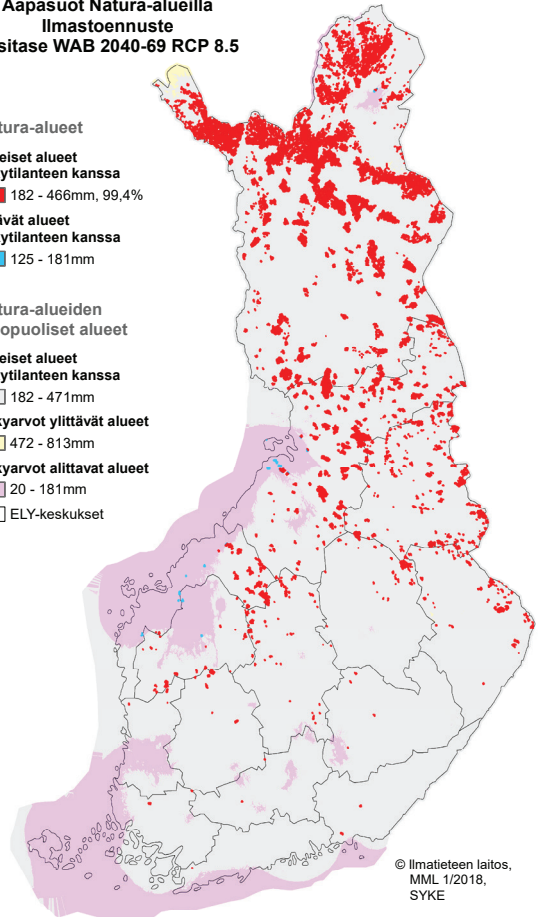 Aapasuot Natura-alueilla
Ilmastoennuste
sitase WAB 2040-69 RCP 8.5
tura-alueet
eiset alueet
ytilanteen kanssa
182 - 466mm, 99,4%
ävät alueet
ytilanteen kanssa
125 - 181mm
tura-alueiden
opuoliset alueet
eiset alueet
ytilanteen kanssa
182 - 471mm
kyarvot ylittävät alueet
472 - 813mm
kyarvot alittavat alueet
20 - 181mm
ELY-keskukset
© Ilmatieteen laitos,
MML 1/2018,
SYKE